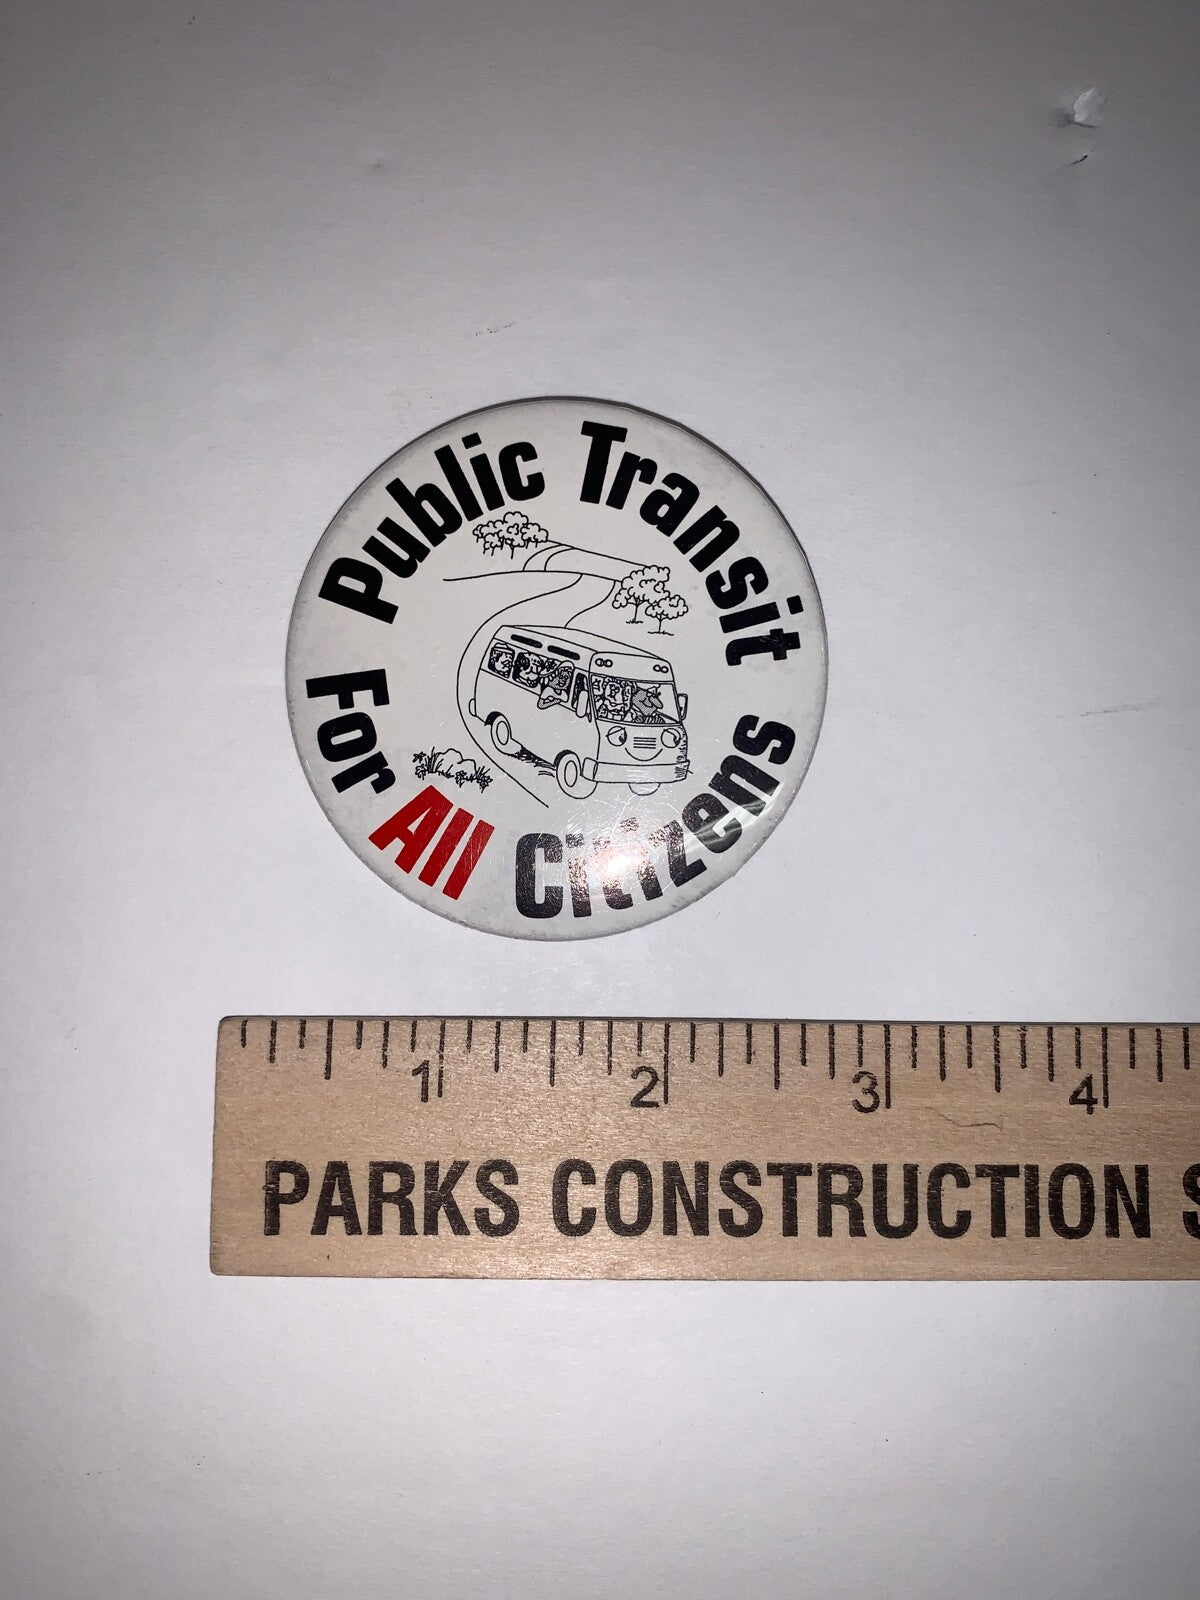 Public Transit
For All Citizens
1 2 3 4
PARKS CONSTRUCTION S